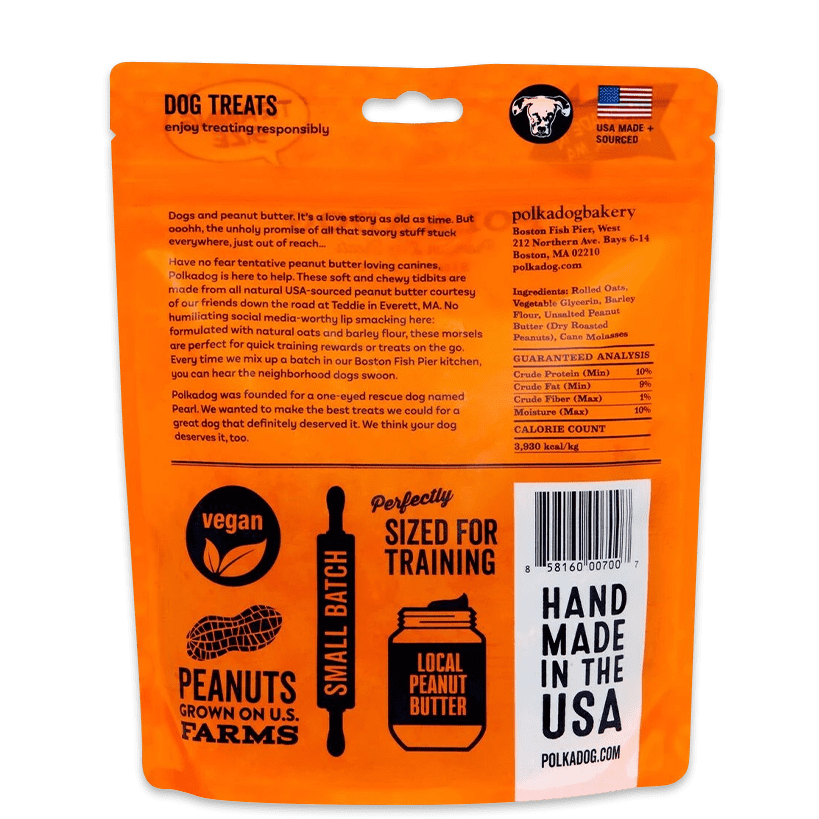 DOG TREATS
enjoy treating responsibly
USA MADE +
SOURCED
Dogs and peanut butter. It's a love story as old as time. But
ooohh, the unholy promise of all that savory stuff stuck
everywhere, just out of reach...
Have no fear tentative peanut butter loving canines,
Polkadog is here to help. These soft and chewy tidbits are
made from all natural USA-sourced peanut butter courtesy
of our friends down the road at Teddie in Everett, MA. No
humiliating social media-worthy lip smacking here:
formulated with natural oats and barley flour, these morsels
are perfect for quick training rewards or treats on the go.
Every time we mix up a batch in our Boston Fish Pier kitchen,
you can hear the neighborhood dogs swoon.
Polkadog was founded for a one-eyed rescue dog named
Pearl. We wanted to make the best treats we could for a
great dog that definitely deserved it. We think your dog
deserves it, too.
polkadogbakery
Boston Fish Pier, West
212 Northern Ave. Bays 6-14
Boston, MA 02210
polkadog.com
Ingredients: Rolled Oats,
Vegetable Glycerin, Barley
Flour, Unsalted Peanut
Butter (Dry Roasted
Peanuts), Cane Molasses
GUARANTEED ANALYSIS
Crude Protein (Min) 10%
Crude Fat (Min) 9%
Crude Fiber (Max) 1%
Moisture (Max) 10%
CALORIE COUNT
3,930 kcal/kg
vegan
SMALL BATCH
Perfectly
SIZED FOR
TRAINING
PEANUTS
GROWN ON U.S.
FARMS
LOCAL
PEANUT
BUTTER
8 58160 00700 7
HAND
MADE
IN THE
USA
POLKADOG.COM